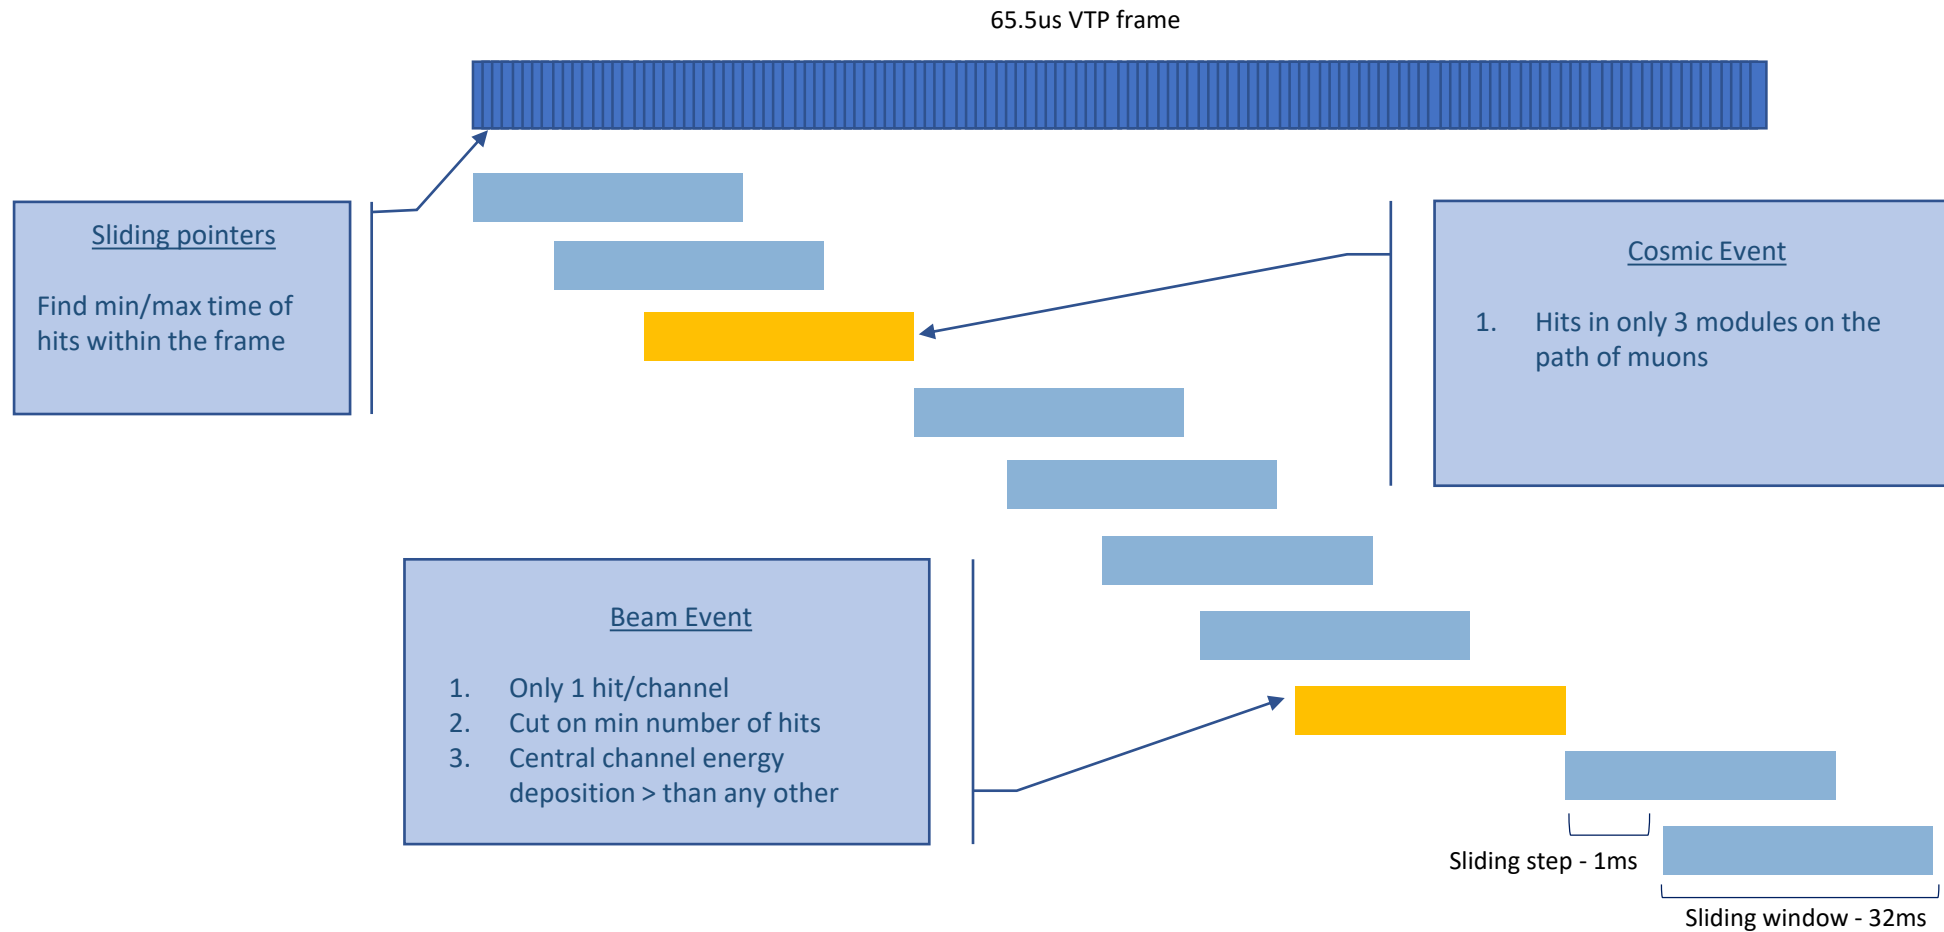 65.5us VTP frame
Sliding pointers
Find min/max time of
hits within the frame
Cosmic Event
1. Hits in only 3 modules on the
path of muons
Beam Event
1. Only 1 hit/channel
2. Cut on min number of hits
3. Central channel energy
deposition > than any other
Sliding step - 1ms
Sliding window - 32ms